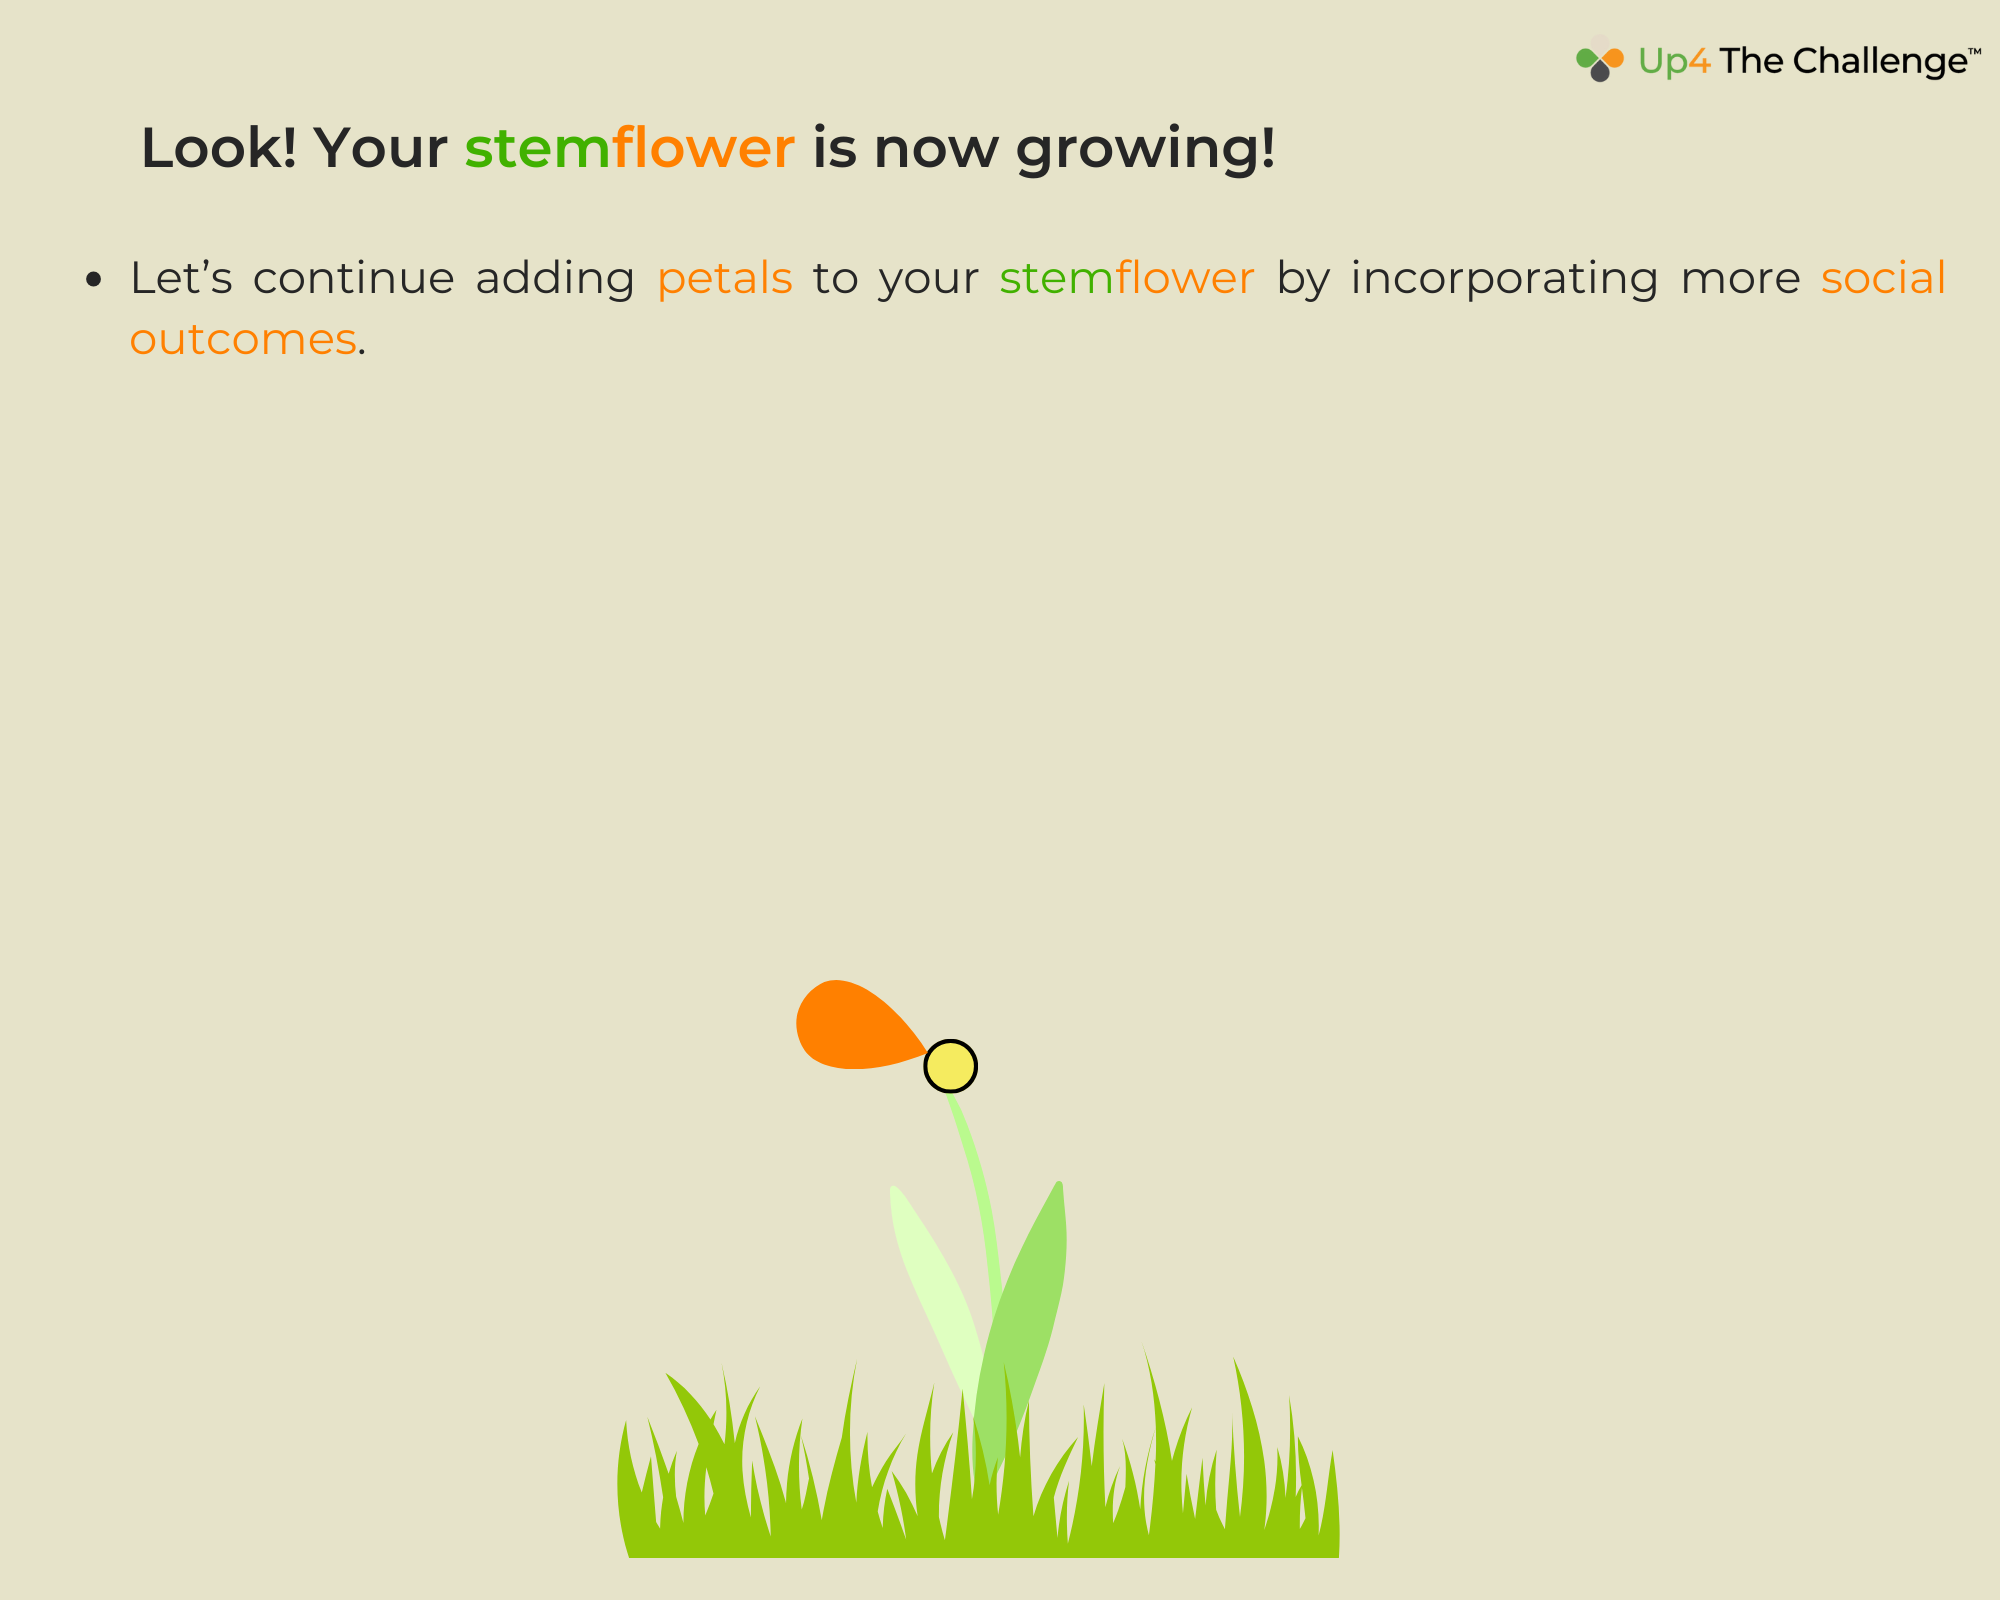 Up4 The Challenge™
Look! Your stemflower is now growing!
• Let’s continue adding petals to your stemflower by incorporating more social
outcomes.